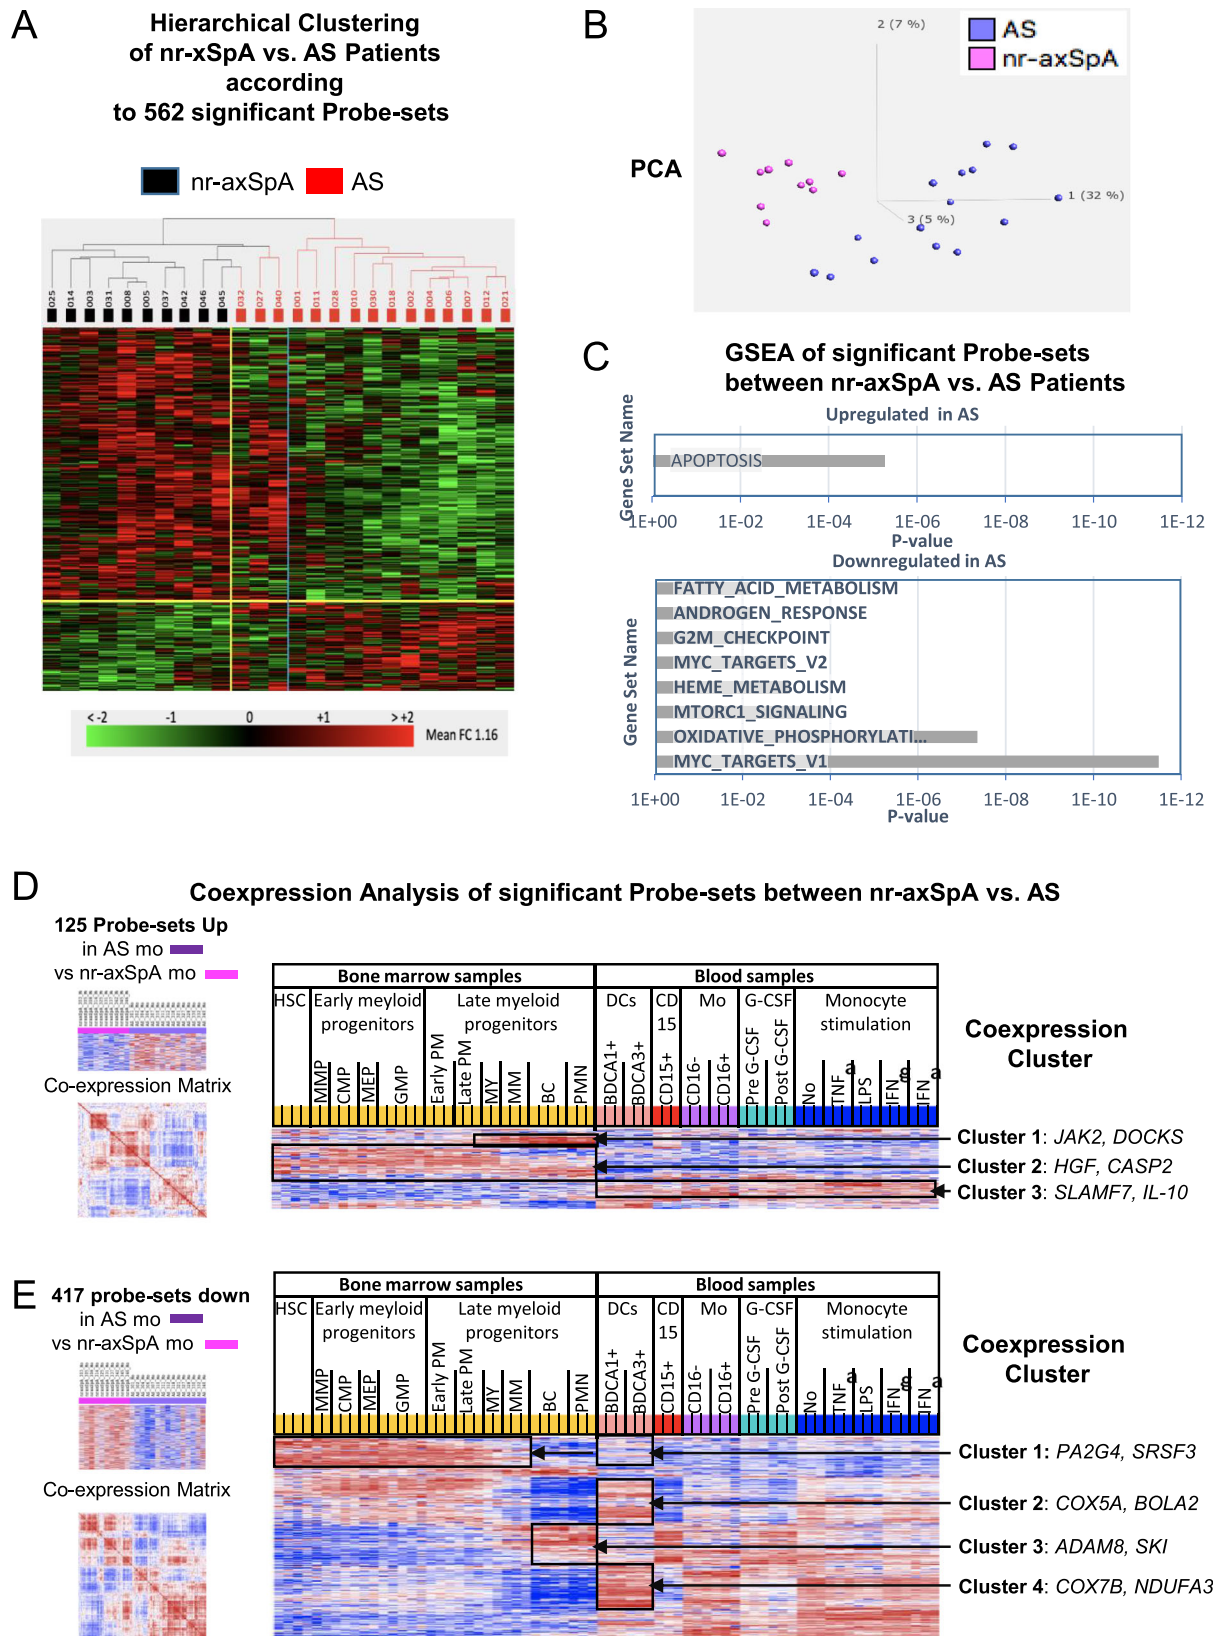 A
Hierarchical Clustering
of nr-xSpA vs. AS Patients
according
to 562 significant Probe-sets
nr-axSpA AS
025 014 003 031 008 005 037 042 046 045 032 027 040 001 011 028 010 030 018 002 004 006 007 012 021
< -2 -1 0 +1 > +2
Mean FC 1.16
B
PCA
2 (7 %)
AS
nr-axSpA
1 (32 %)
3 (5 %)
C
GSEA of significant Probe-sets
between nr-axSpA vs. AS Patients
Upregulated in AS
Gene Set Name
APOPTOSIS
1E+00 1E-02 1E-04 1E-06 1E-08 1E-10 1E-12
P-value
Downregulated in AS
Gene Set Name
FATTY_ACID_METABOLISM
ANDROGEN_RESPONSE
G2M_CHECKPOINT
MYC_TARGETS_V2
HEME_METABOLISM
MTORC1_SIGNALING
OXIDATIVE_PHOSPHORYLATI...
MYC_TARGETS_V1
1E+00 1E-02 1E-04 1E-06 1E-08 1E-10 1E-12
P-value
D
Coexpression Analysis of significant Probe-sets between nr-axSpA vs. AS
125 Probe-sets Up
in AS mo
vs nr-axSpA mo
Co-expression Matrix
Bone marrow samples Blood samples
HSC Early meyloid progenitors Late myeloid progenitors DCs CD 15 Mo G-CSF Monocyte stimulation
MMP CMP MEP GMP Early PM Late PM MY MM BC PMN BDCA1+ BDCA3+ CD15+ CD16- CD16+ Pre G-CSF Post G-CSF No TNF a LPS IFN g IFN a
Coexpression
Cluster
Cluster 1: JAK2, DOCKS
Cluster 2: HGF, CASP2
Cluster 3: SLAMF7, IL-10
E
417 probe-sets down
in AS mo
vs nr-axSpA mo
Co-expression Matrix
Bone marrow samples Blood samples
HSC Early meyloid progenitors Late myeloid progenitors DCs CD 15 Mo G-CSF Monocyte stimulation
MMP CMP MEP GMP Early PM Late PM MY MM BC PMN BDCA1+ BDCA3+ CD15+ CD16- CD16+ Pre G-CSF Post G-CSF No TNF a LPS IFN g IFN a
Coexpression
Cluster
Cluster 1: PA2G4, SRSF3
Cluster 2: COX5A, BOLA2
Cluster 3: ADAM8, SKI
Cluster 4: COX7B, NDUFA3